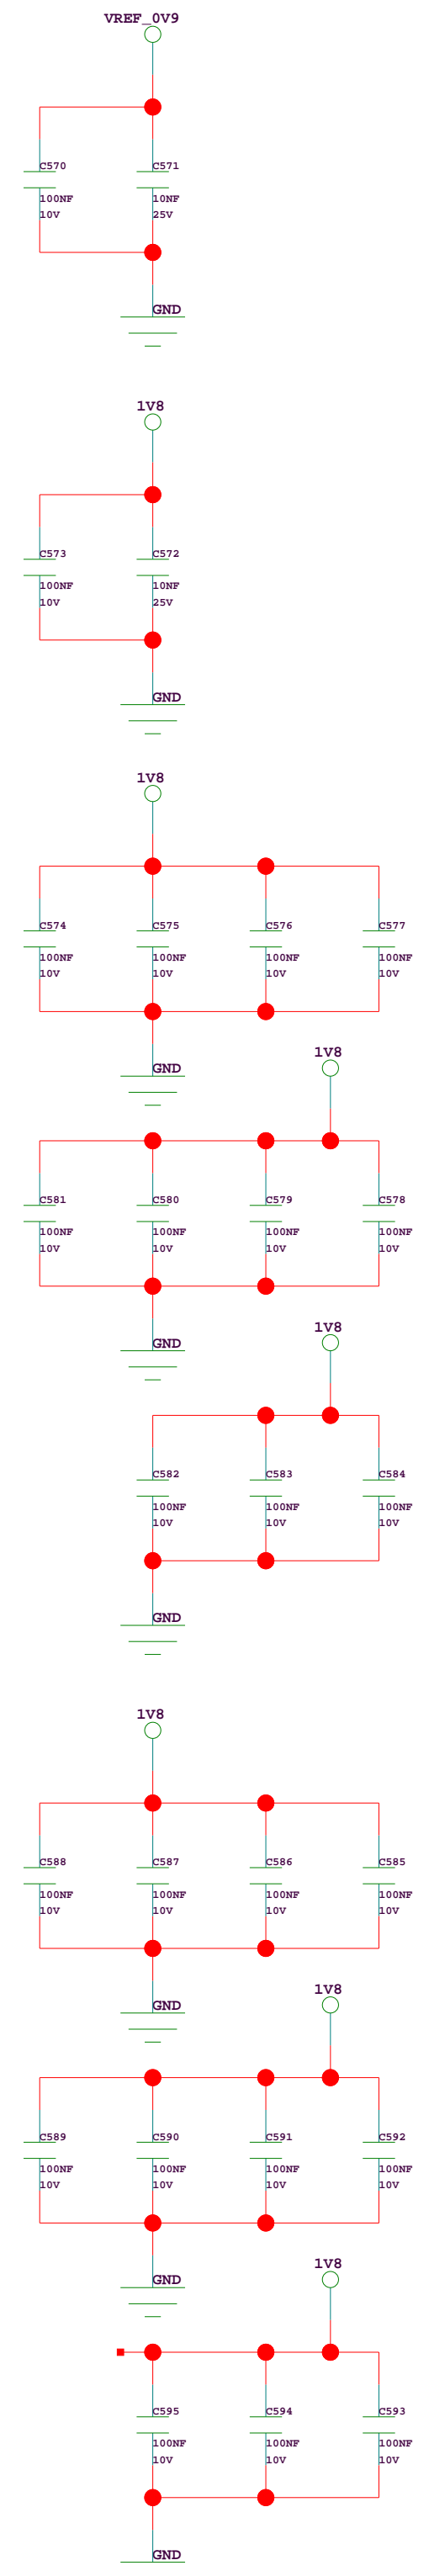 VREF_0V9
C570 C571
100NF 10NF
10V 25V
GND
1V8
C573 C572
100NF 10NF
10V 25V
GND
1V8
C574 C575 C576 C577
100NF 100NF 100NF 100NF
10V 10V 10V 10V
GND
1V8
C581 C580 C579 C578
100NF 100NF 100NF 100NF
10V 10V 10V 10V
GND
1V8
C582 C583 C584
100NF 100NF 100NF
10V 10V 10V
GND
1V8
C588 C587 C586 C585
100NF 100NF 100NF 100NF
10V 10V 10V 10V
GND
1V8
C589 C590 C591 C592
100NF 100NF 100NF 100NF
10V 10V 10V 10V
GND
1V8
C595 C594 C593
100NF 100NF 100NF
10V 10V 10V
GND